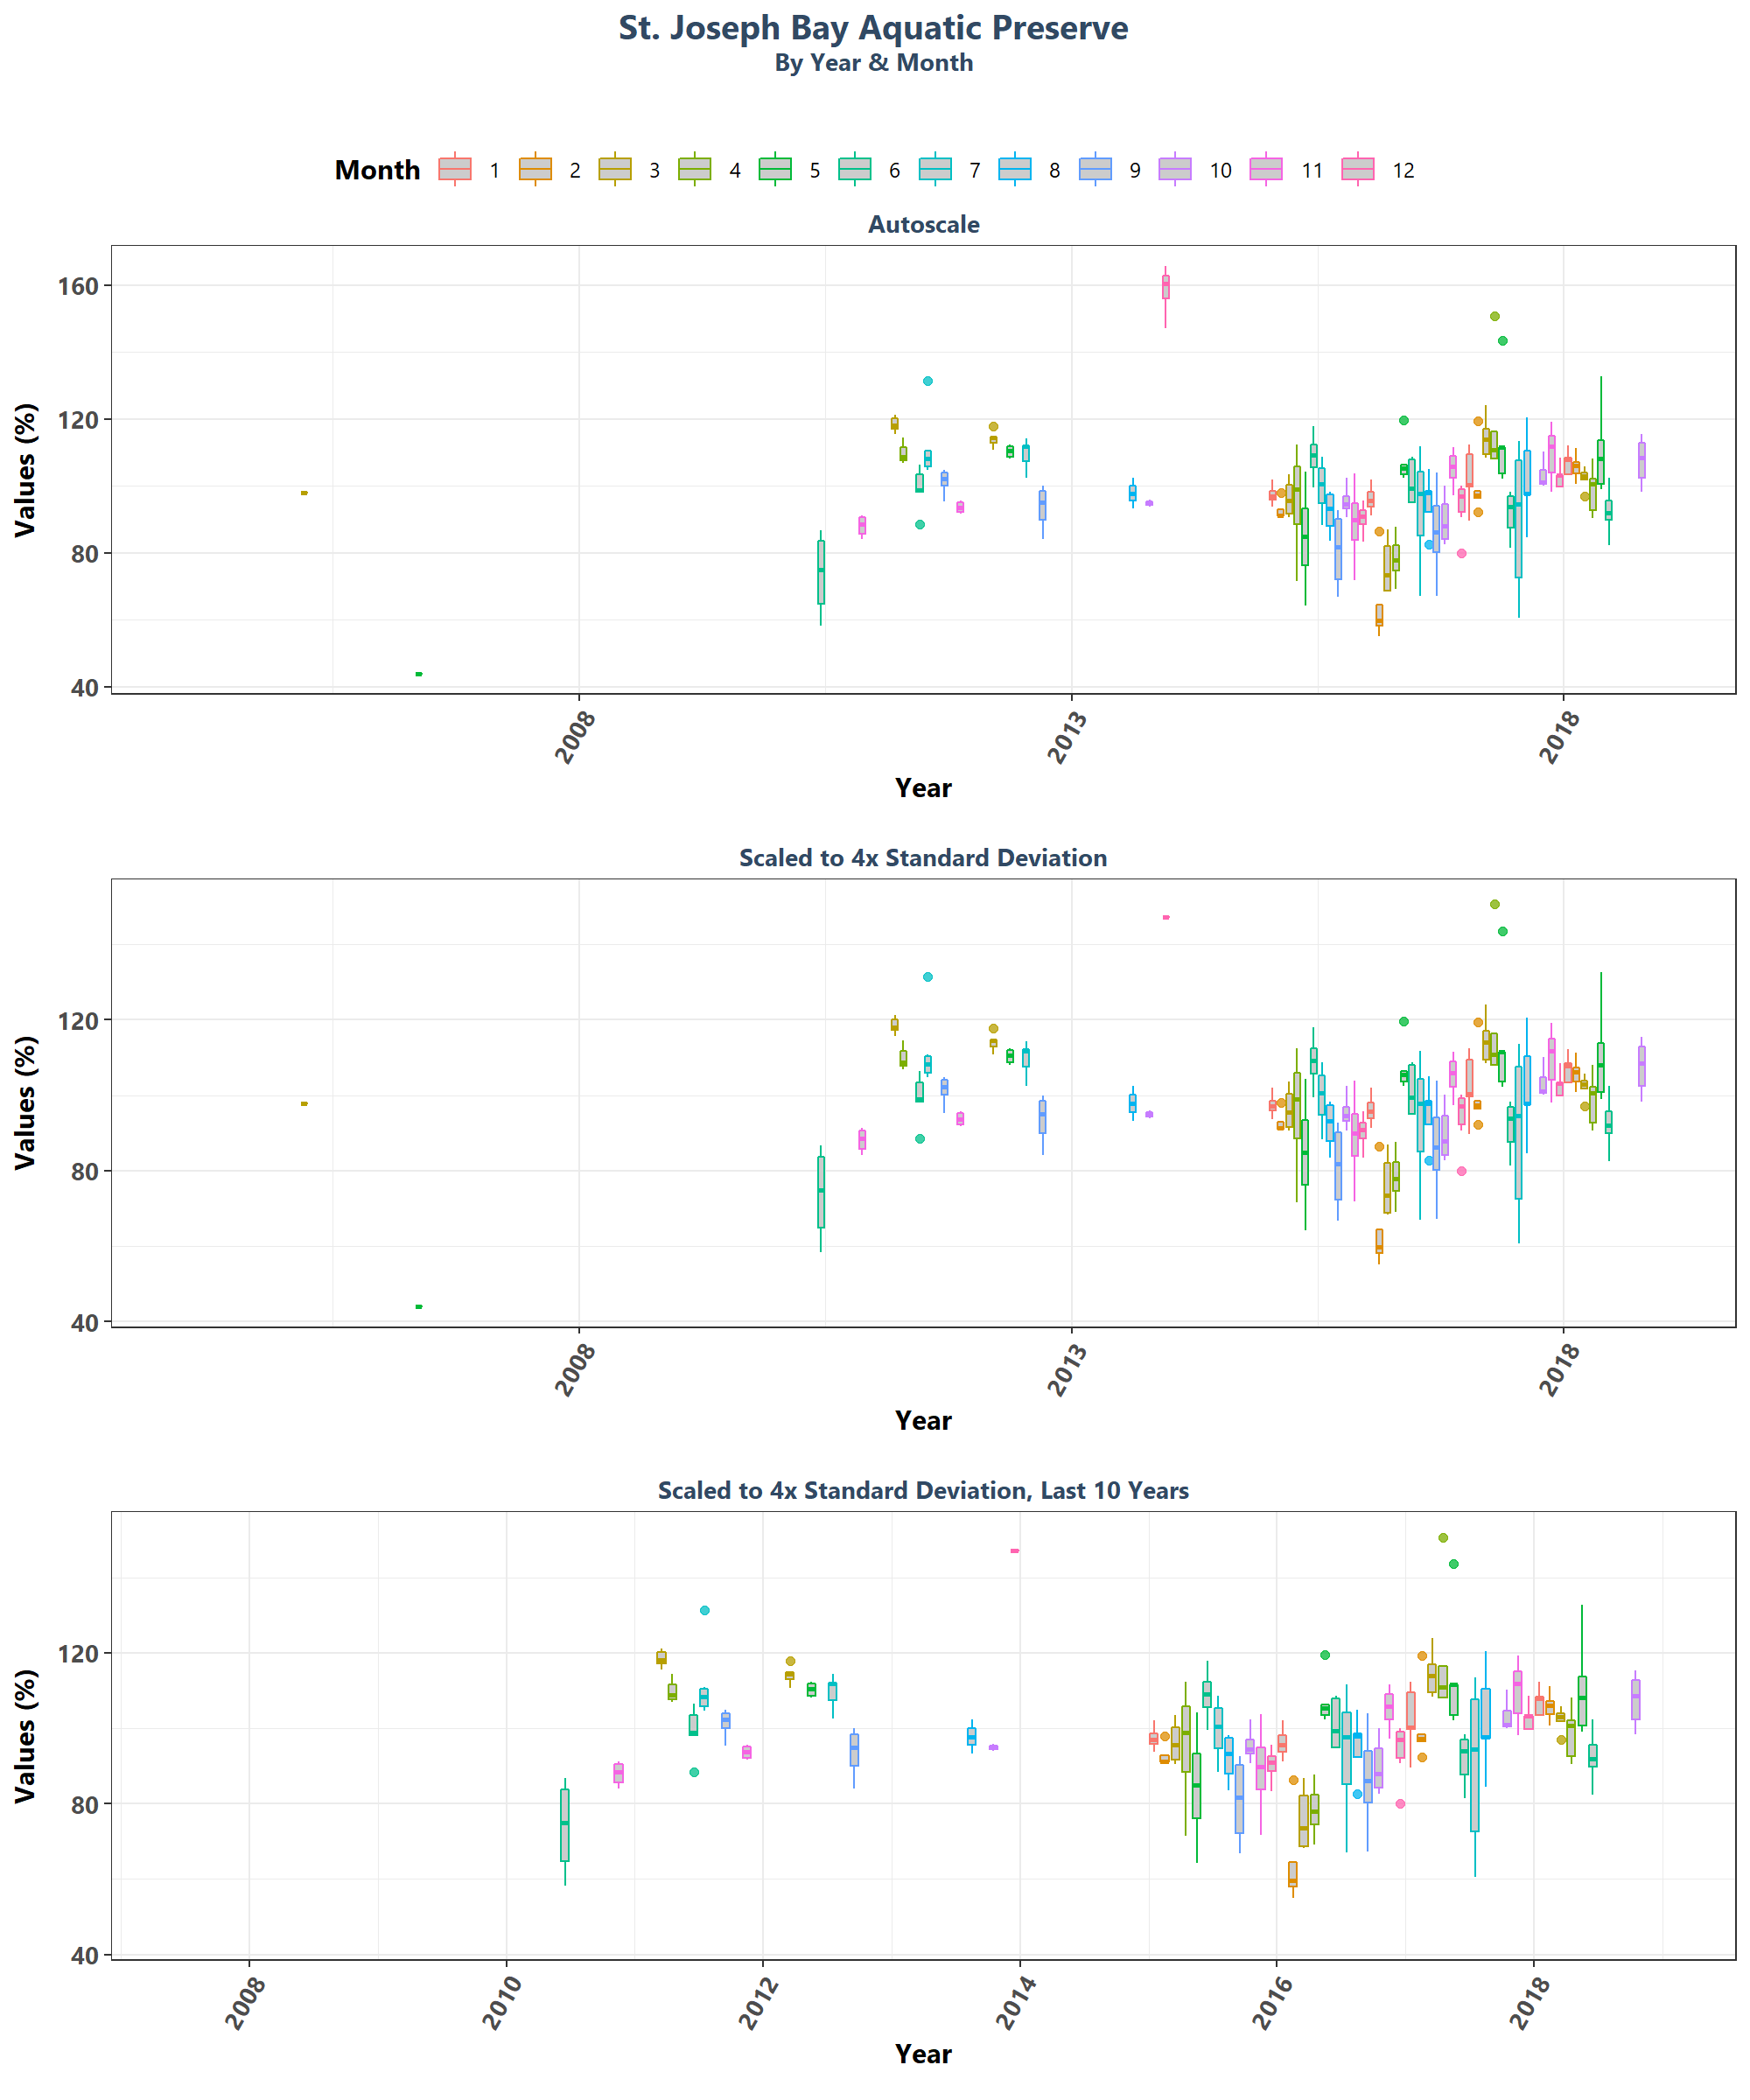 St. Joseph Bay Aquatic Preserve
By Year & Month
Month 1 2 3 4 5 6 7 8 9 10 11 12
Autoscale
Values (%)
160
120
80
40
2008 2013 2018
Year
Scaled to 4x Standard Deviation
Values (%)
120
80
40
2008 2013 2018
Year
Scaled to 4x Standard Deviation, Last 10 Years
Values (%)
120
80
40
2008 2010 2012 2014 2016 2018
Year